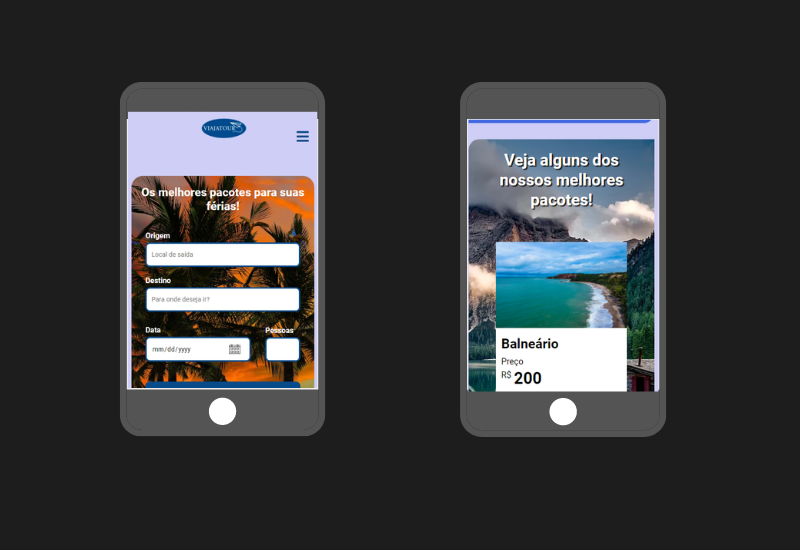 VIAJATOUR
Os melhores pacotes para suas
férias!
Origem
Local de saída
Destino
Para onde deseja ir?
Data
Pessoas
mm/dd/yyyy
Veja alguns dos
nossos melhores
pacotes!
Balneário
Preço
R$ 200